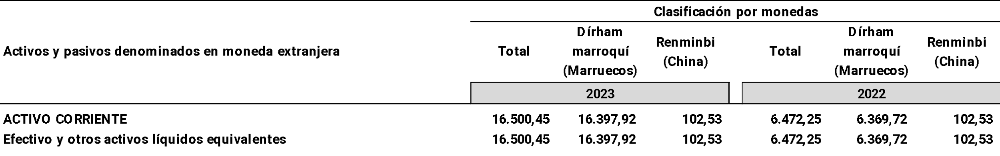 Clasificación por monedas
Activos y pasivos denominados en moneda extranjera
Total
Dírham
marroquí
(Marruecos)
Renminbi
(China)
Total
Dírham
marroquí
(Marruecos)
Renminbi
(China)
2023
2022
ACTIVO CORRIENTE 16.500,45 16.397,92 102,53 6.472,25 6.369,72 102,53
Efectivo y otros activos líquidos equivalentes 16.500,45 16.397,92 102,53 6.472,25 6.369,72 102,53